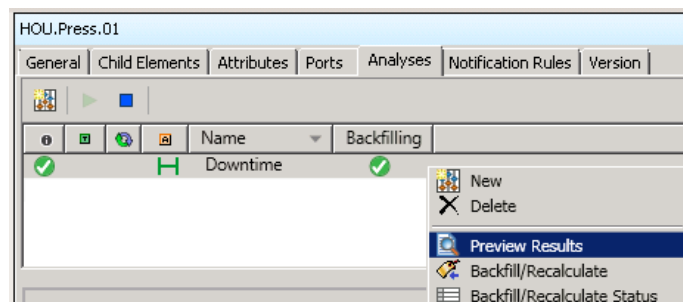 HOU.Press.01
General Child Elements Attributes Ports Analyses Notification Rules Version
Name Backfilling
Downtime
New
Delete
Preview Results
Backfill/Recalculate
Backfill/Recalculate Status